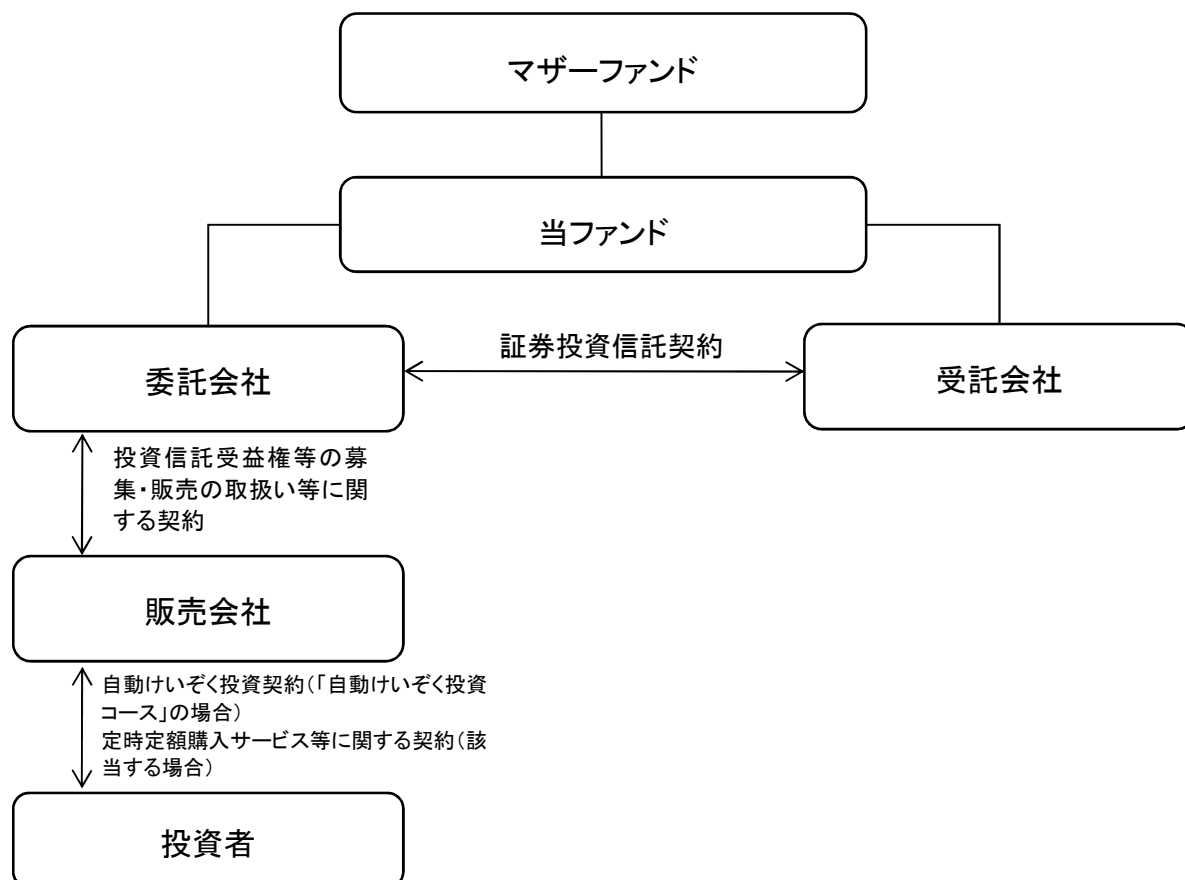 マザーファンド
当ファンド
証券投資信託契約
委託会社
受託会社
投資信託受益権等の募
集・販売の取扱い等に関
する契約
販売会社
自動けいぞく投資契約(「自動けいぞく投資
コース」の場合)
定時定額購入サービス等に関する契約(該
当する場合)
投資者